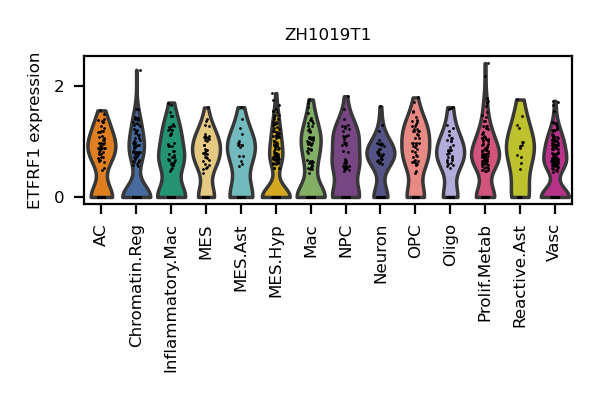 ZH1019T1
ETFRF1 expression
2
0
AC
Chromatin.Reg
Inflammatory.Mac
MES
MES.Ast
MES.Hyp
Mac
NPC
Neuron
OPC
Oligo
Prolif.Metab
Reactive.Ast
Vasc